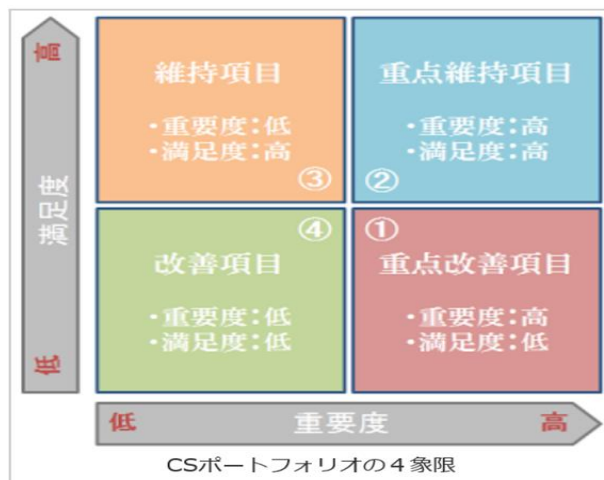 高
満足度
低
維持項目
・重要度：低
・満足度：高
③
重点維持項目
・重要度：高
・満足度：高
②
④
改善項目
・重要度：低
・満足度：低
①
重点改善項目
・重要度：高
・満足度：低
低
重要度
高
CSポートフォリオの４象限